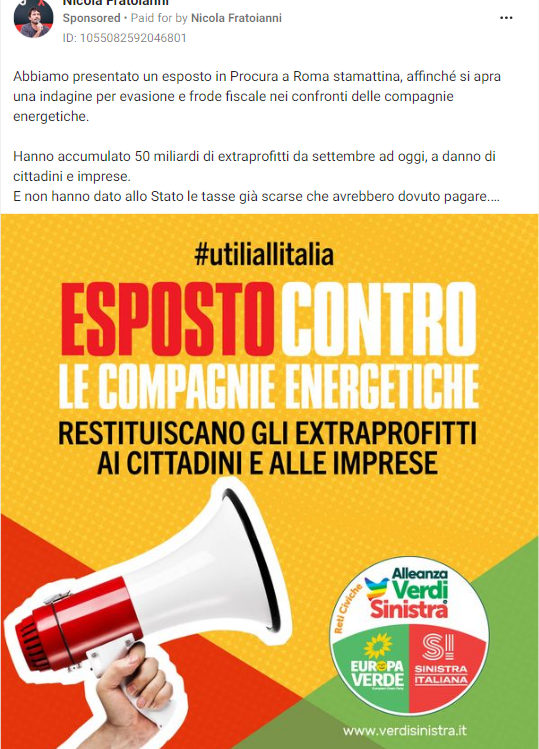 Nicola Fratoianni
Sponsored • Paid for by Nicola Fratoianni
ID: 1055082592046801
Abbiamo presentato un esposto in Procura a Roma stamattina, affinché si apra
una indagine per evasione e frode fiscale nei confronti delle compagnie
energetiche.
Hanno accumulato 50 miliardi di extraprofitti da settembre ad oggi, a danno di
cittadini e imprese.
E non hanno dato allo Stato le tasse già scarse che avrebbero dovuto pagare....
#utiliallitalia
ESPOSTO CONTRO
LE COMPAGNIE ENERGETICHE
RESTITUISCANO GLI EXTRAPROFITTI
AI CITTADINI E ALLE IMPRESE
Reti Civiche
Alleanza
Verdi
Sinistra
EUROPA
VERDE
European Green Party
S!
SINISTRA
ITALIANA
www.verdisinistra.it